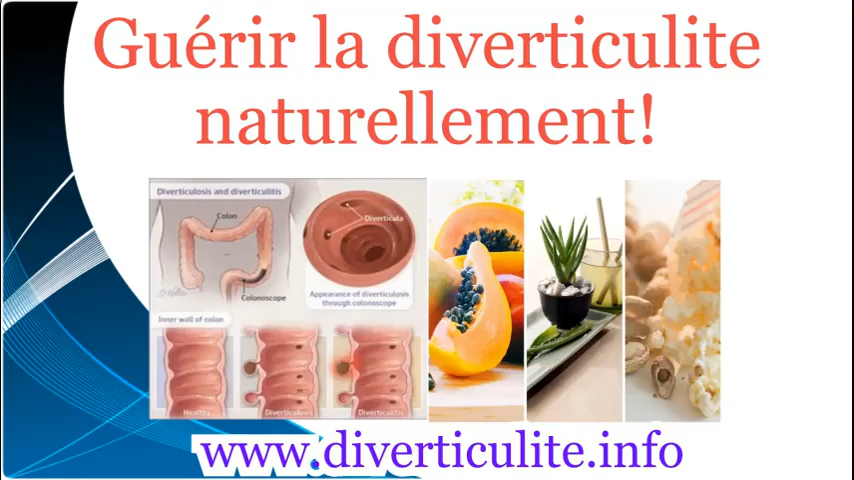 Guérir la diverticulite
naturellement!
Diverticulosis and diverticulitis
Colon
Diverticula
Colonoscope
Appearance of diverticulosis
through colonoscope
Inner wall of colon
Healthy
Diverticulosis
Diverticulitis
www.diverticulite.info